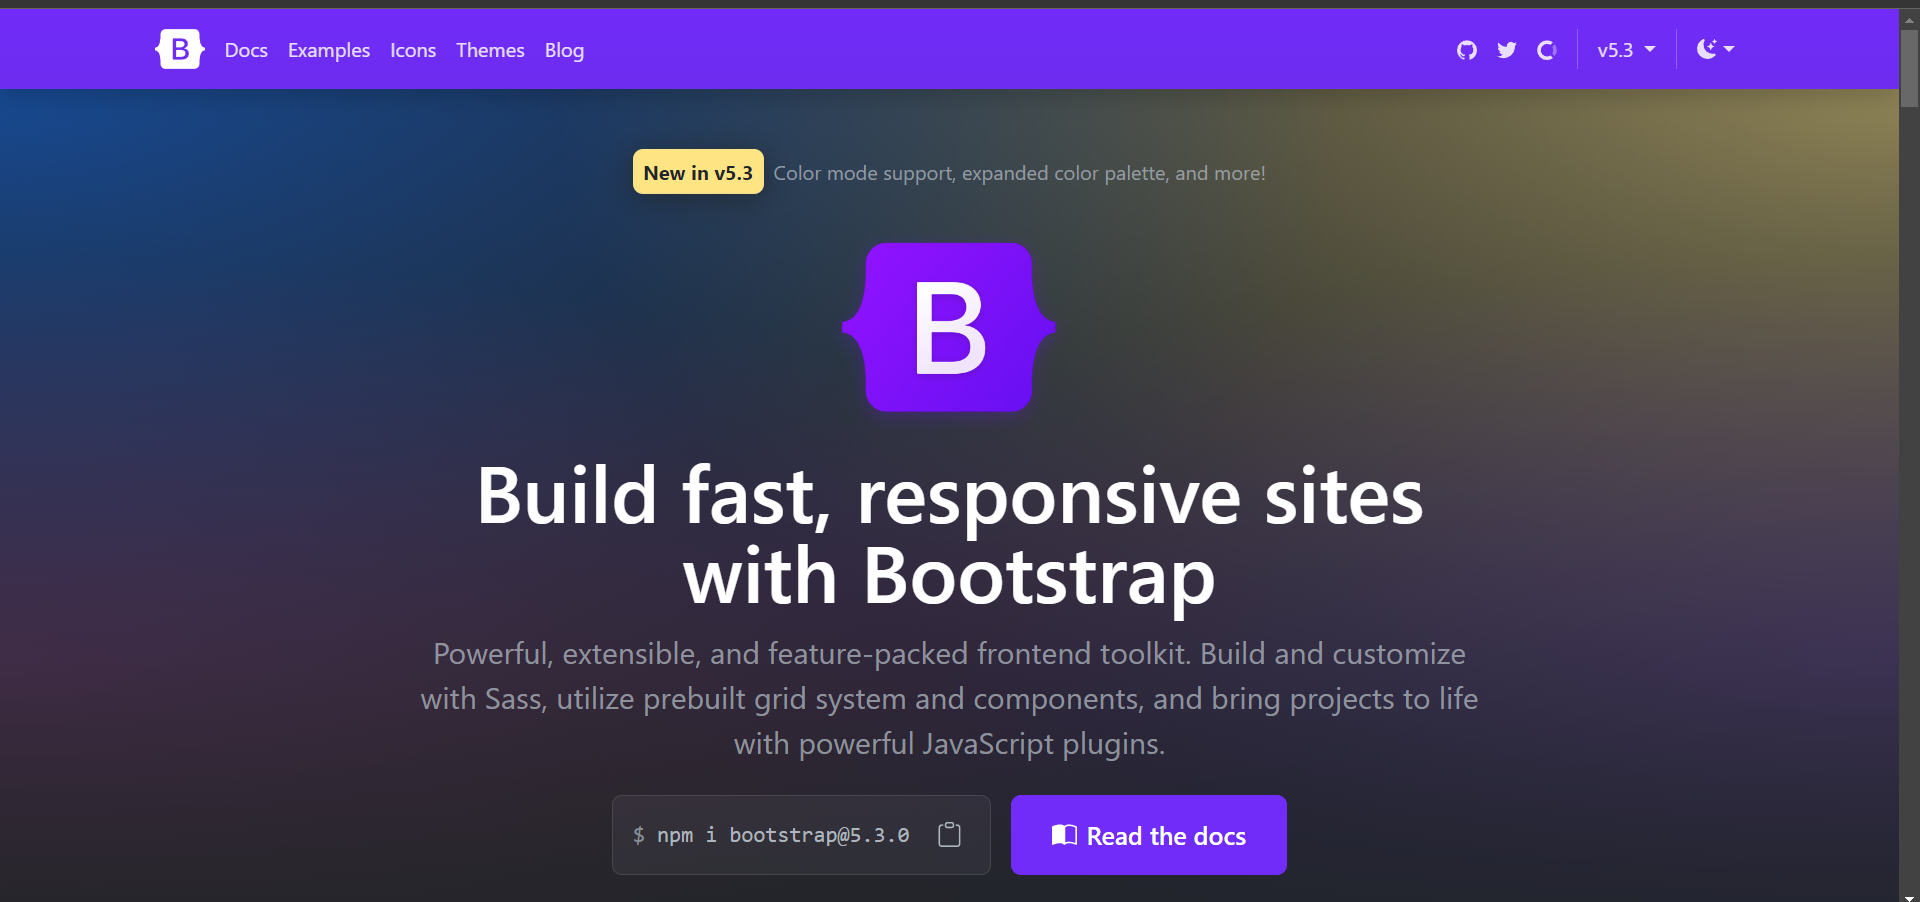 B Docs Examples Icons Themes Blog v5.3
New in v5.3 Color mode support, expanded color palette, and more!
B
Build fast, responsive sites
with Bootstrap
Powerful, extensible, and feature-packed frontend toolkit. Build and customize
with Sass, utilize prebuilt grid system and components, and bring projects to life
with powerful JavaScript plugins.
$ npm i bootstrap@5.3.0 Read the docs